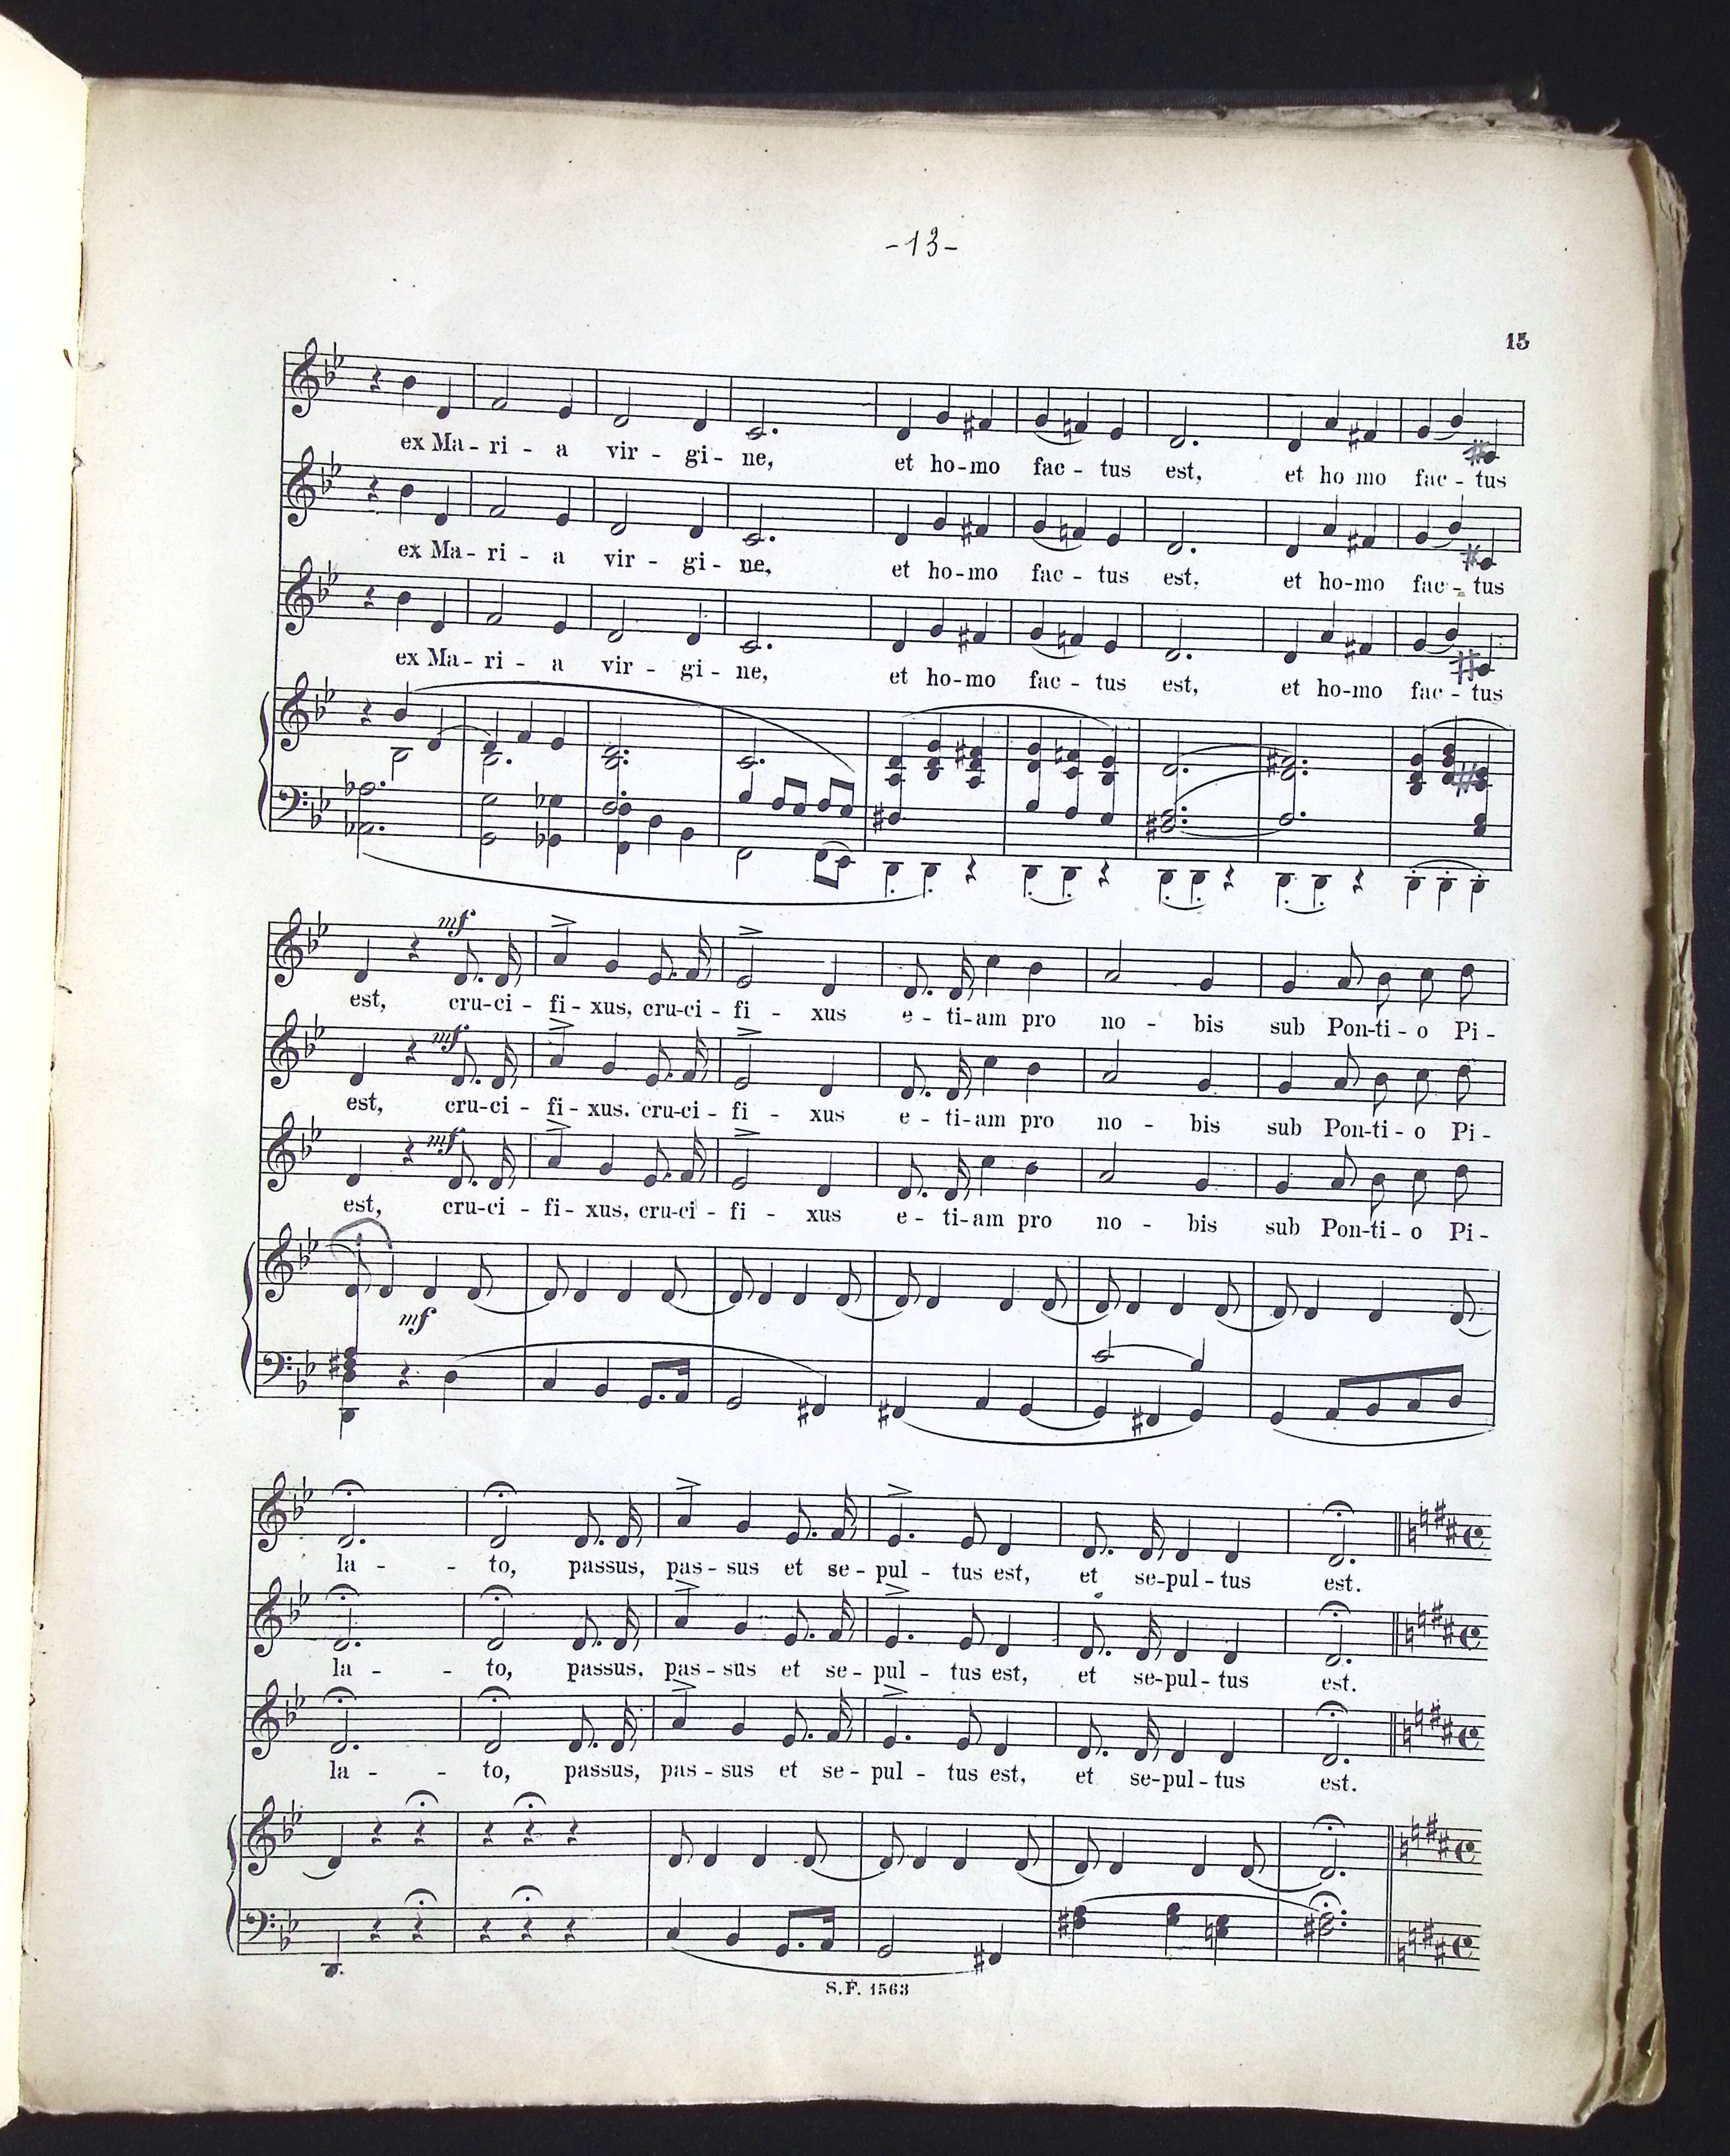 -13-
15
ex Ma - ri - a vir - gi - ne, et ho-mo fac - tus est, et ho mo fac - tus
ex Ma - ri - a vir - gi - ne, et ho-mo fac - tus est, et ho-mo fac - tus
ex Ma - ri - a vir - gi - ne, et ho-mo fac - tus est, et ho-mo fac - tus
mf
est, cru-ci - fi - xus, cru-ci - fi - xus e - ti-am pro no - bis sub Pon-ti - o Pi -
mf
est, cru-ci - fi - xus. cru-ci - fi - xus e - ti-am pro no - bis sub Pon-ti - o Pi -
mf
est, cru-ci - fi - xus, cru-ci - fi - xus e - ti-am pro no - bis sub Pon-ti - o Pi -
mf
la - - to, passus, pas - sus et se - pul - tus est, et se-pul - tus est.
la - - to, passus, pas - sus et se - pul - tus est, et se-pul - tus est.
la - - to, passus, pas - sus et se - pul - tus est, et se-pul - tus est.
S.F. 1563